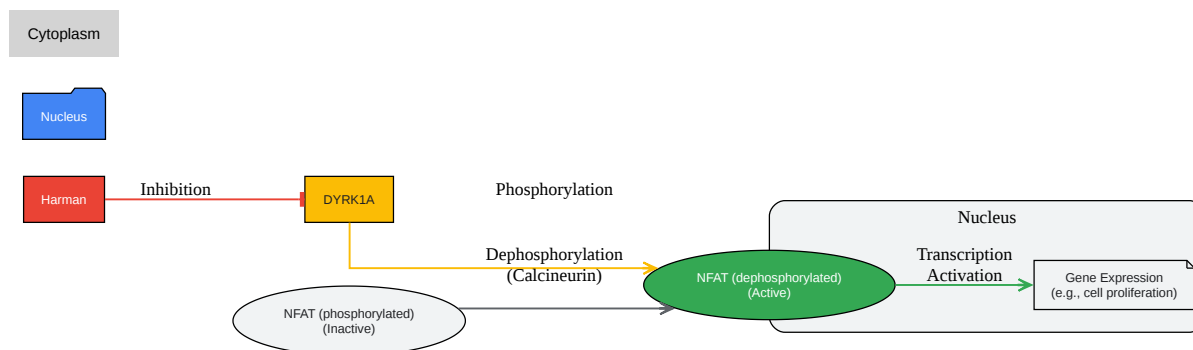 Cytoplasm
Nucleus
Harman
Inhibition
DYRK1A
Phosphorylation
Nucleus
Dephosphorylation
(Calcineurin)
NFAT (dephosphorylated)
(Active)
Transcription
Activation
Gene Expression
(e.g., cell proliferation)
NFAT (phosphorylated)
(Inactive)